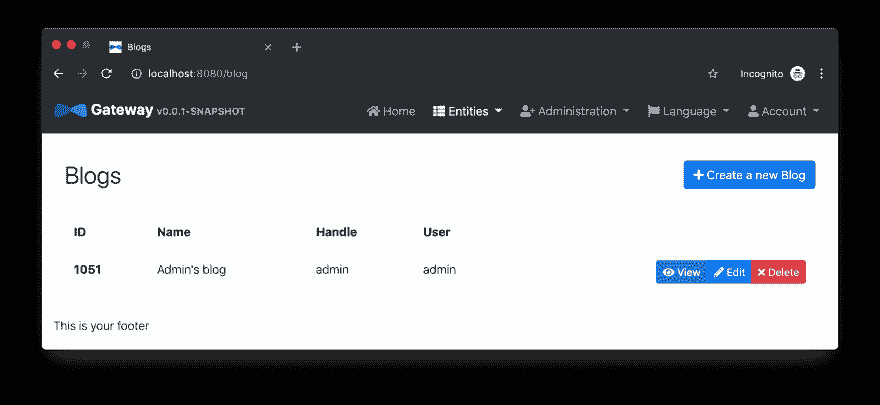 Blogs
localhost:8080/blog
Incognito
Gateway v0.0.1-SNAPSHOT Home Entities Administration Language Account
Blogs
Create a new Blog
ID Name Handle User
1051 Admin's blog admin admin View Edit Delete
This is your footer